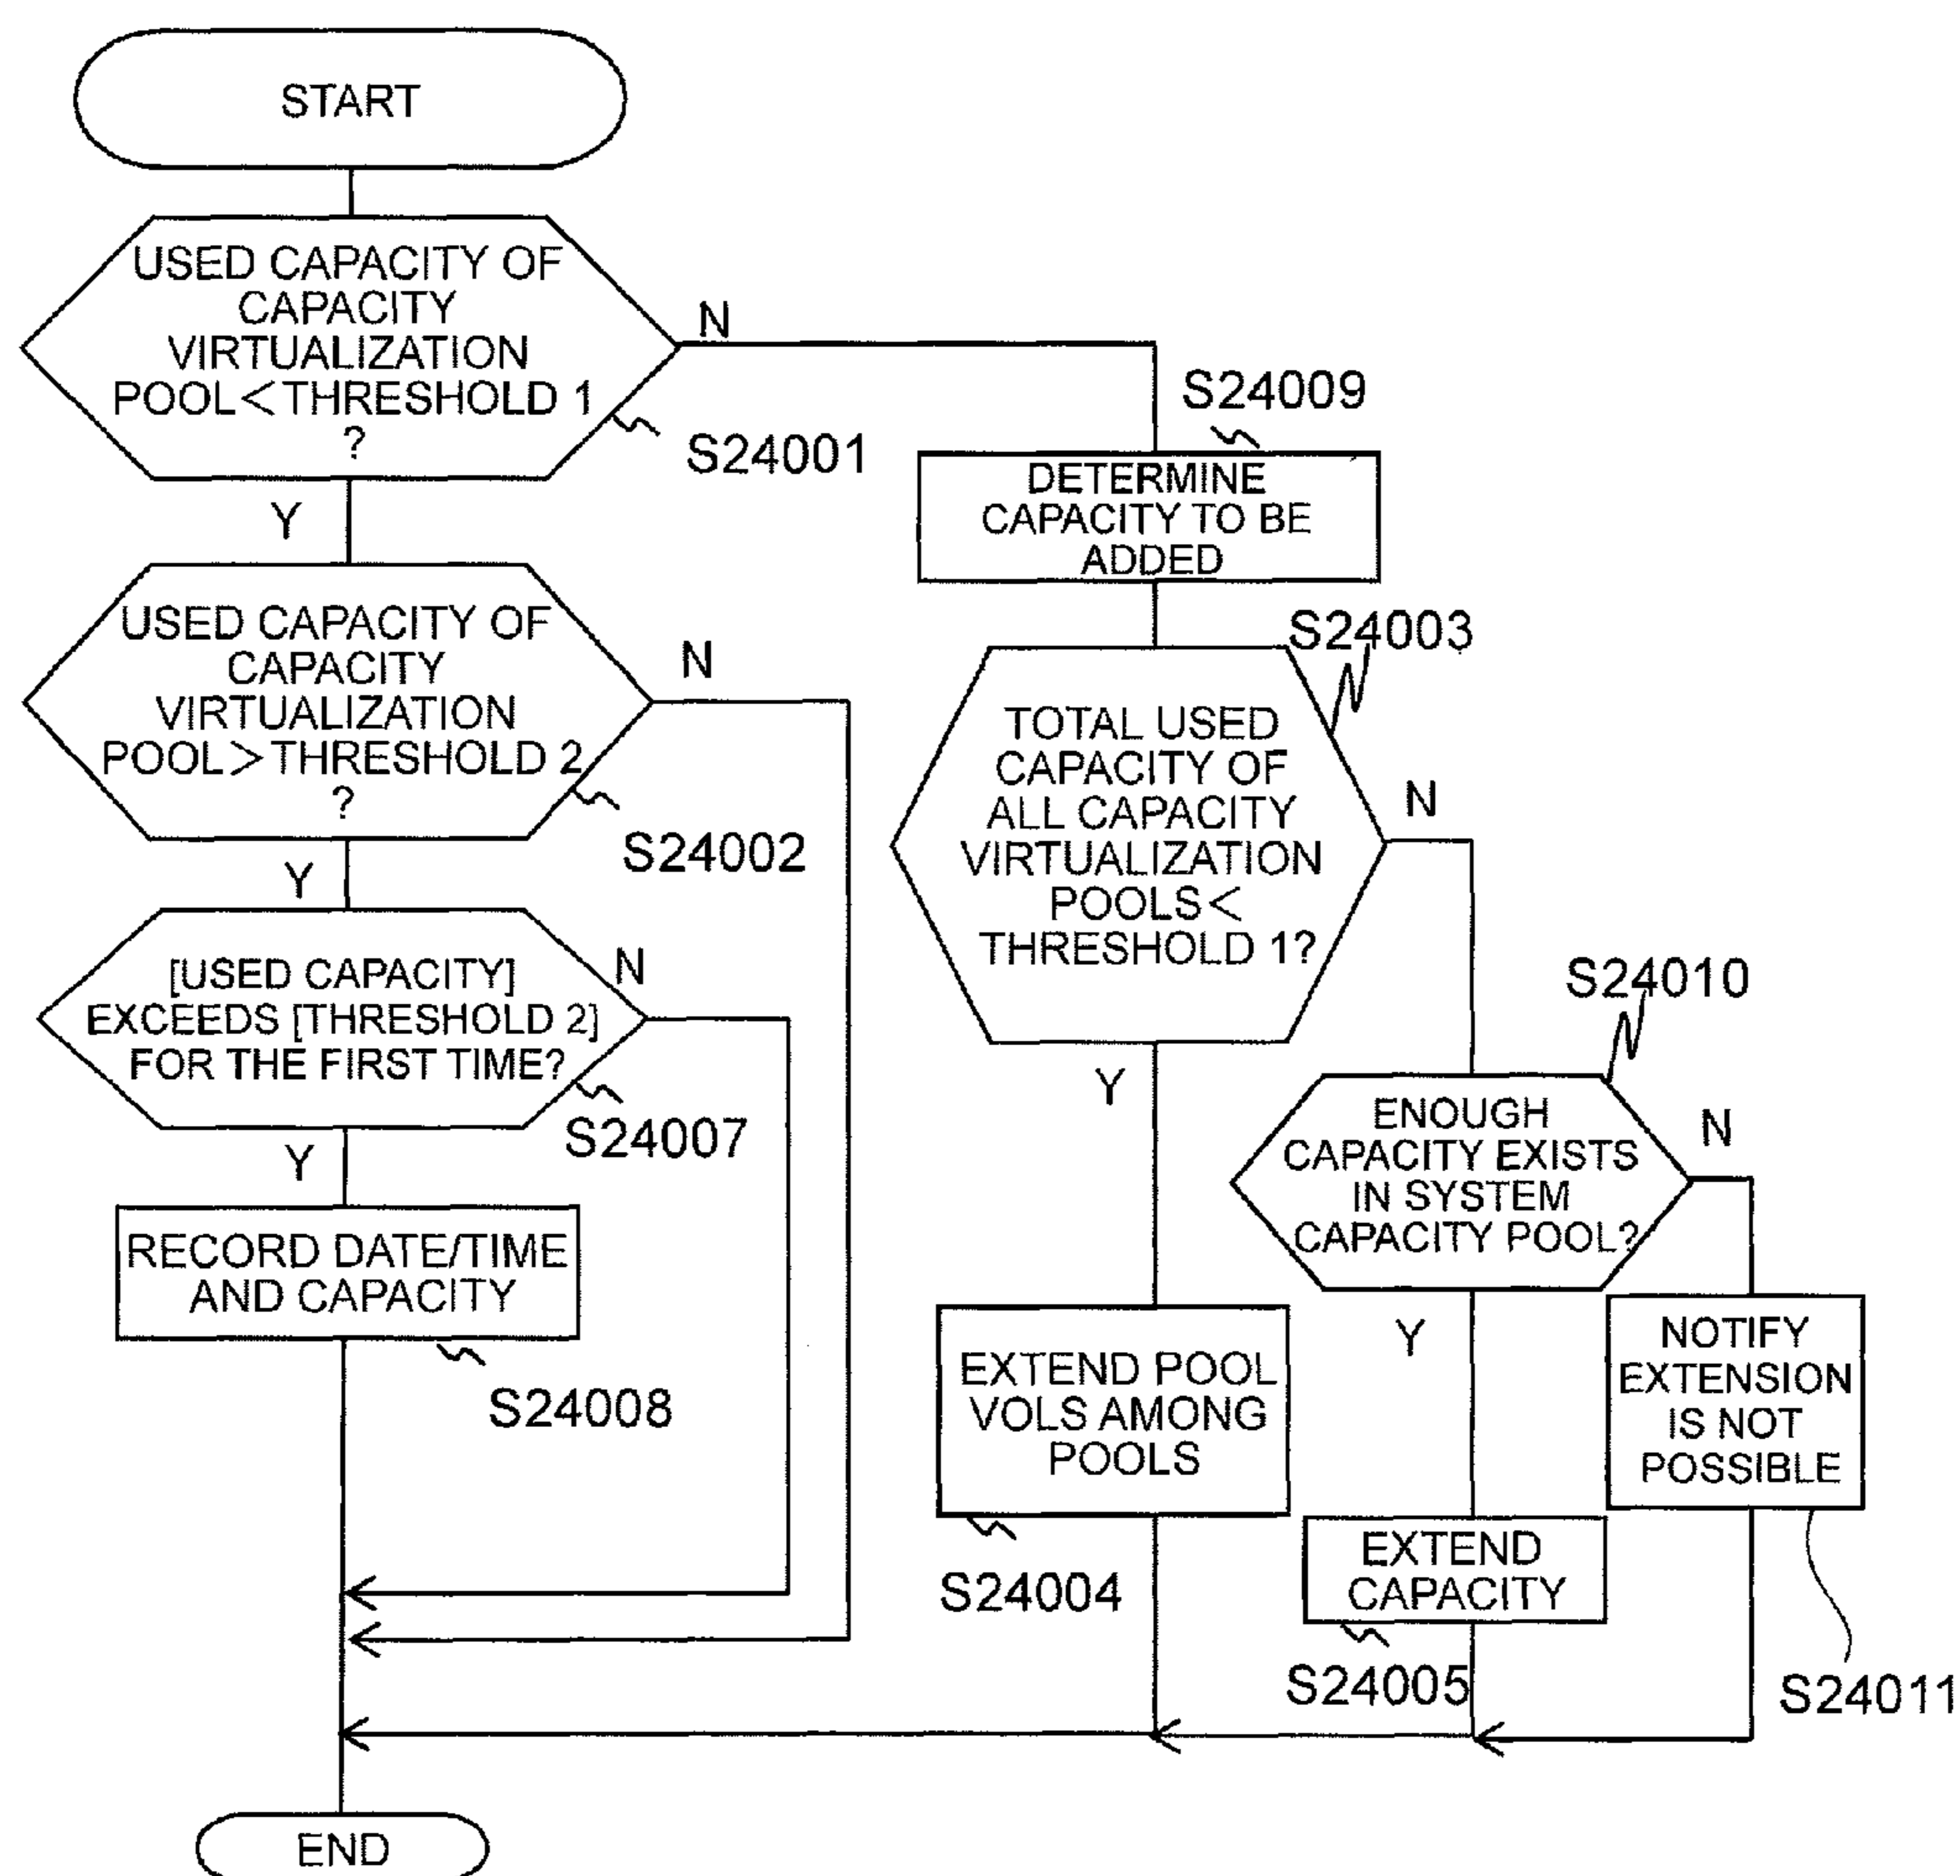 START
USED CAPACITY OF
CAPACITY
VIRTUALIZATION
POOL<THRESHOLD 1
?
S24001
Y
N
USED CAPACITY OF
CAPACITY
VIRTUALIZATION
POOL>THRESHOLD 2
?
S24002
Y
N
[USED CAPACITY]
EXCEEDS [THRESHOLD 2]
FOR THE FIRST TIME?
S24007
Y
N
RECORD DATE/TIME
AND CAPACITY
S24008
S24009
DETERMINE
CAPACITY TO BE
ADDED
S24003
TOTAL USED
CAPACITY OF
ALL CAPACITY
VIRTUALIZATION
POOLS<
THRESHOLD 1?
Y
N
EXTEND POOL
VOLS AMONG
POOLS
S24004
S24010
ENOUGH
CAPACITY EXISTS
IN SYSTEM
CAPACITY POOL?
Y
N
EXTEND
CAPACITY
S24005
NOTIFY
EXTENSION
IS NOT
POSSIBLE
S24011
END